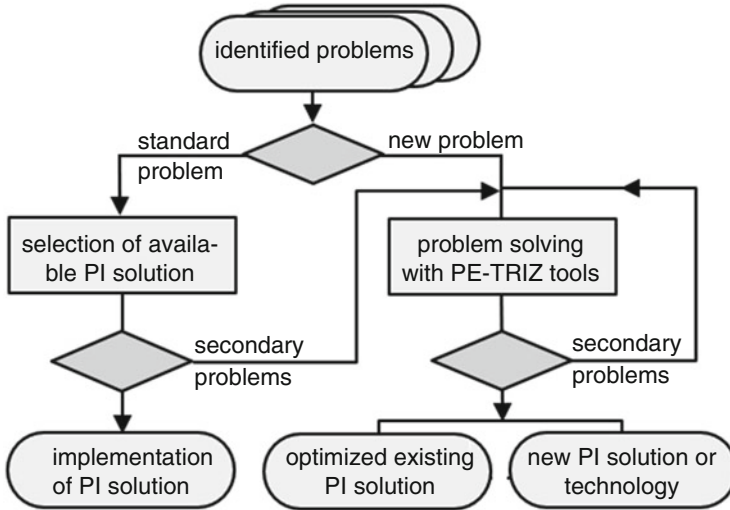 identified problems
standard
problem
new problem
selection of availa-
ble PI solution
problem solving
with PE-TRIZ tools
secondary
problems
secondary
problems
implementation
of PI solution
optimized existing
PI solution
new PI solution or
technology